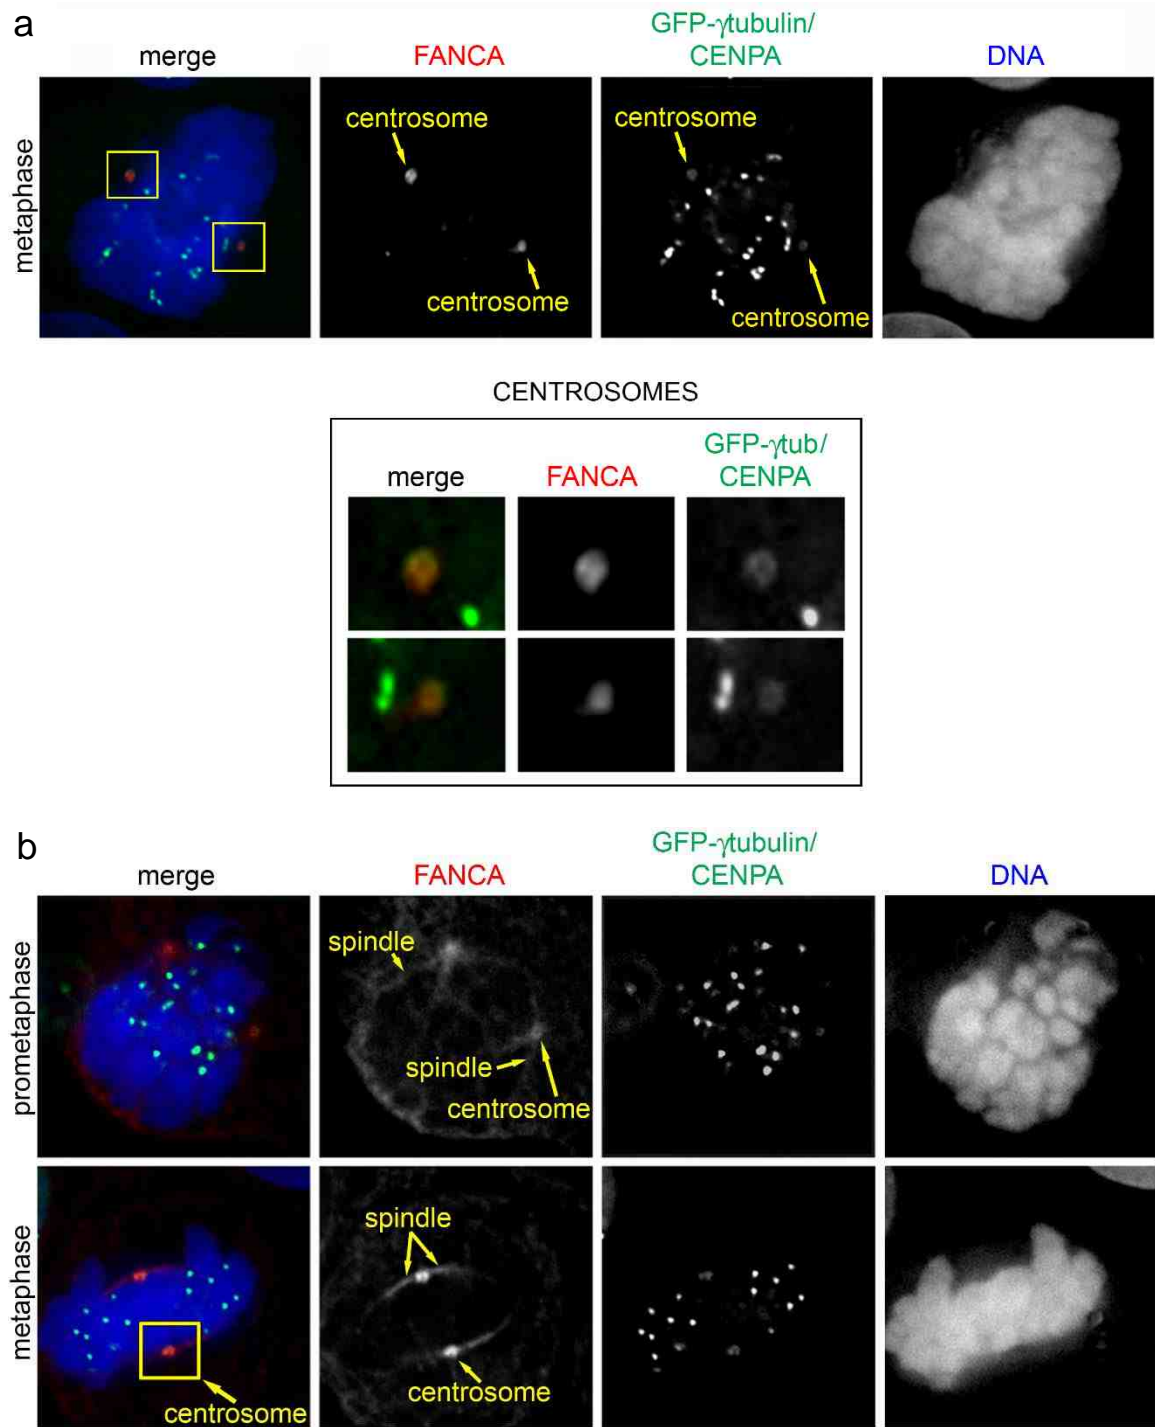 a
merge
FANCA
GFP-γtubulin/
CENPA
DNA
metaphase
centrosome
centrosome
centrosome
centrosome
CENTROSOMES
merge
FANCA
GFP-γtub/
CENPA
b
merge
FANCA
GFP-γtubulin/
CENPA
DNA
prometaphase
spindle
spindle
centrosome
metaphase
centrosome
spindle
centrosome